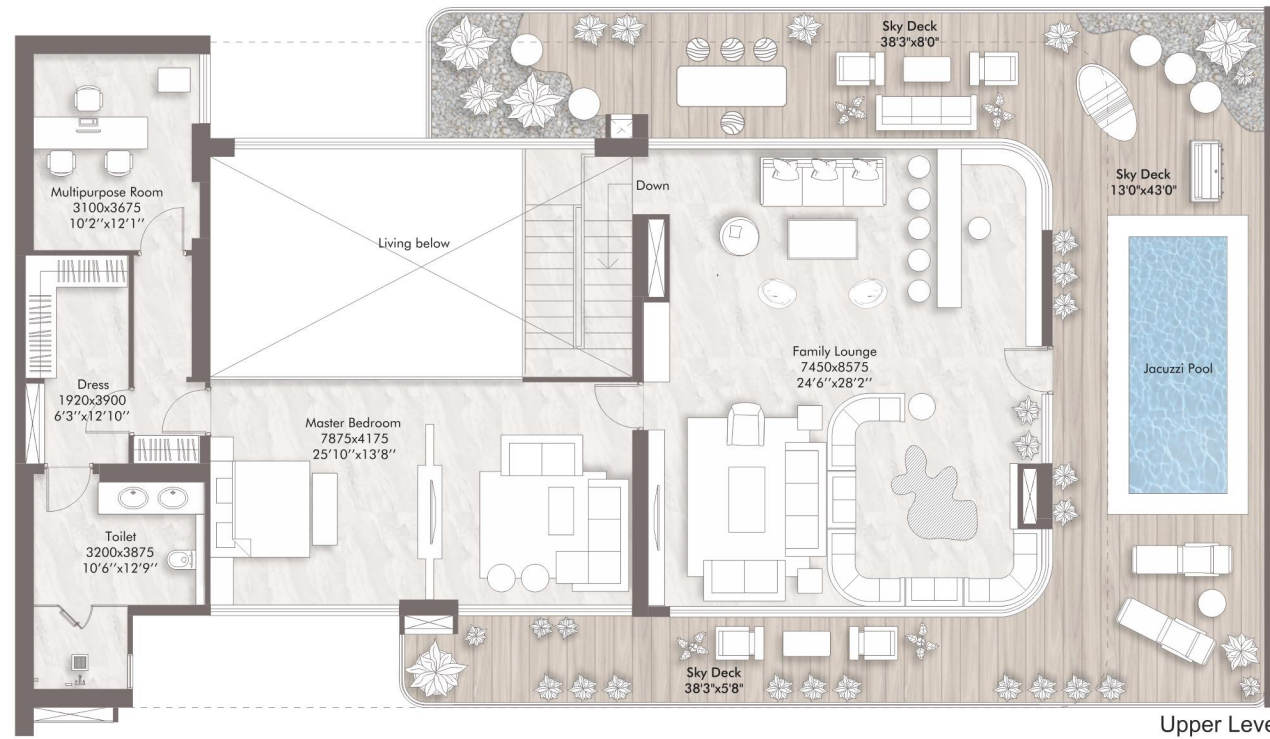 Sky Deck
38'3"x8'0"
Multipurpose Room
3100x3675
10'2''x12'1''
Down
Sky Deck
13'0"x43'0"
Living below
Family Lounge
7450x8575
24'6''x28'2''
Jacuzzi Pool
Dress
1920x3900
6'3''x12'10''
Master Bedroom
7875x4175
25'10''x13'8''
Toilet
3200x3875
10'6''x12'9''
Sky Deck
38'3"x5'8"
Upper Leve